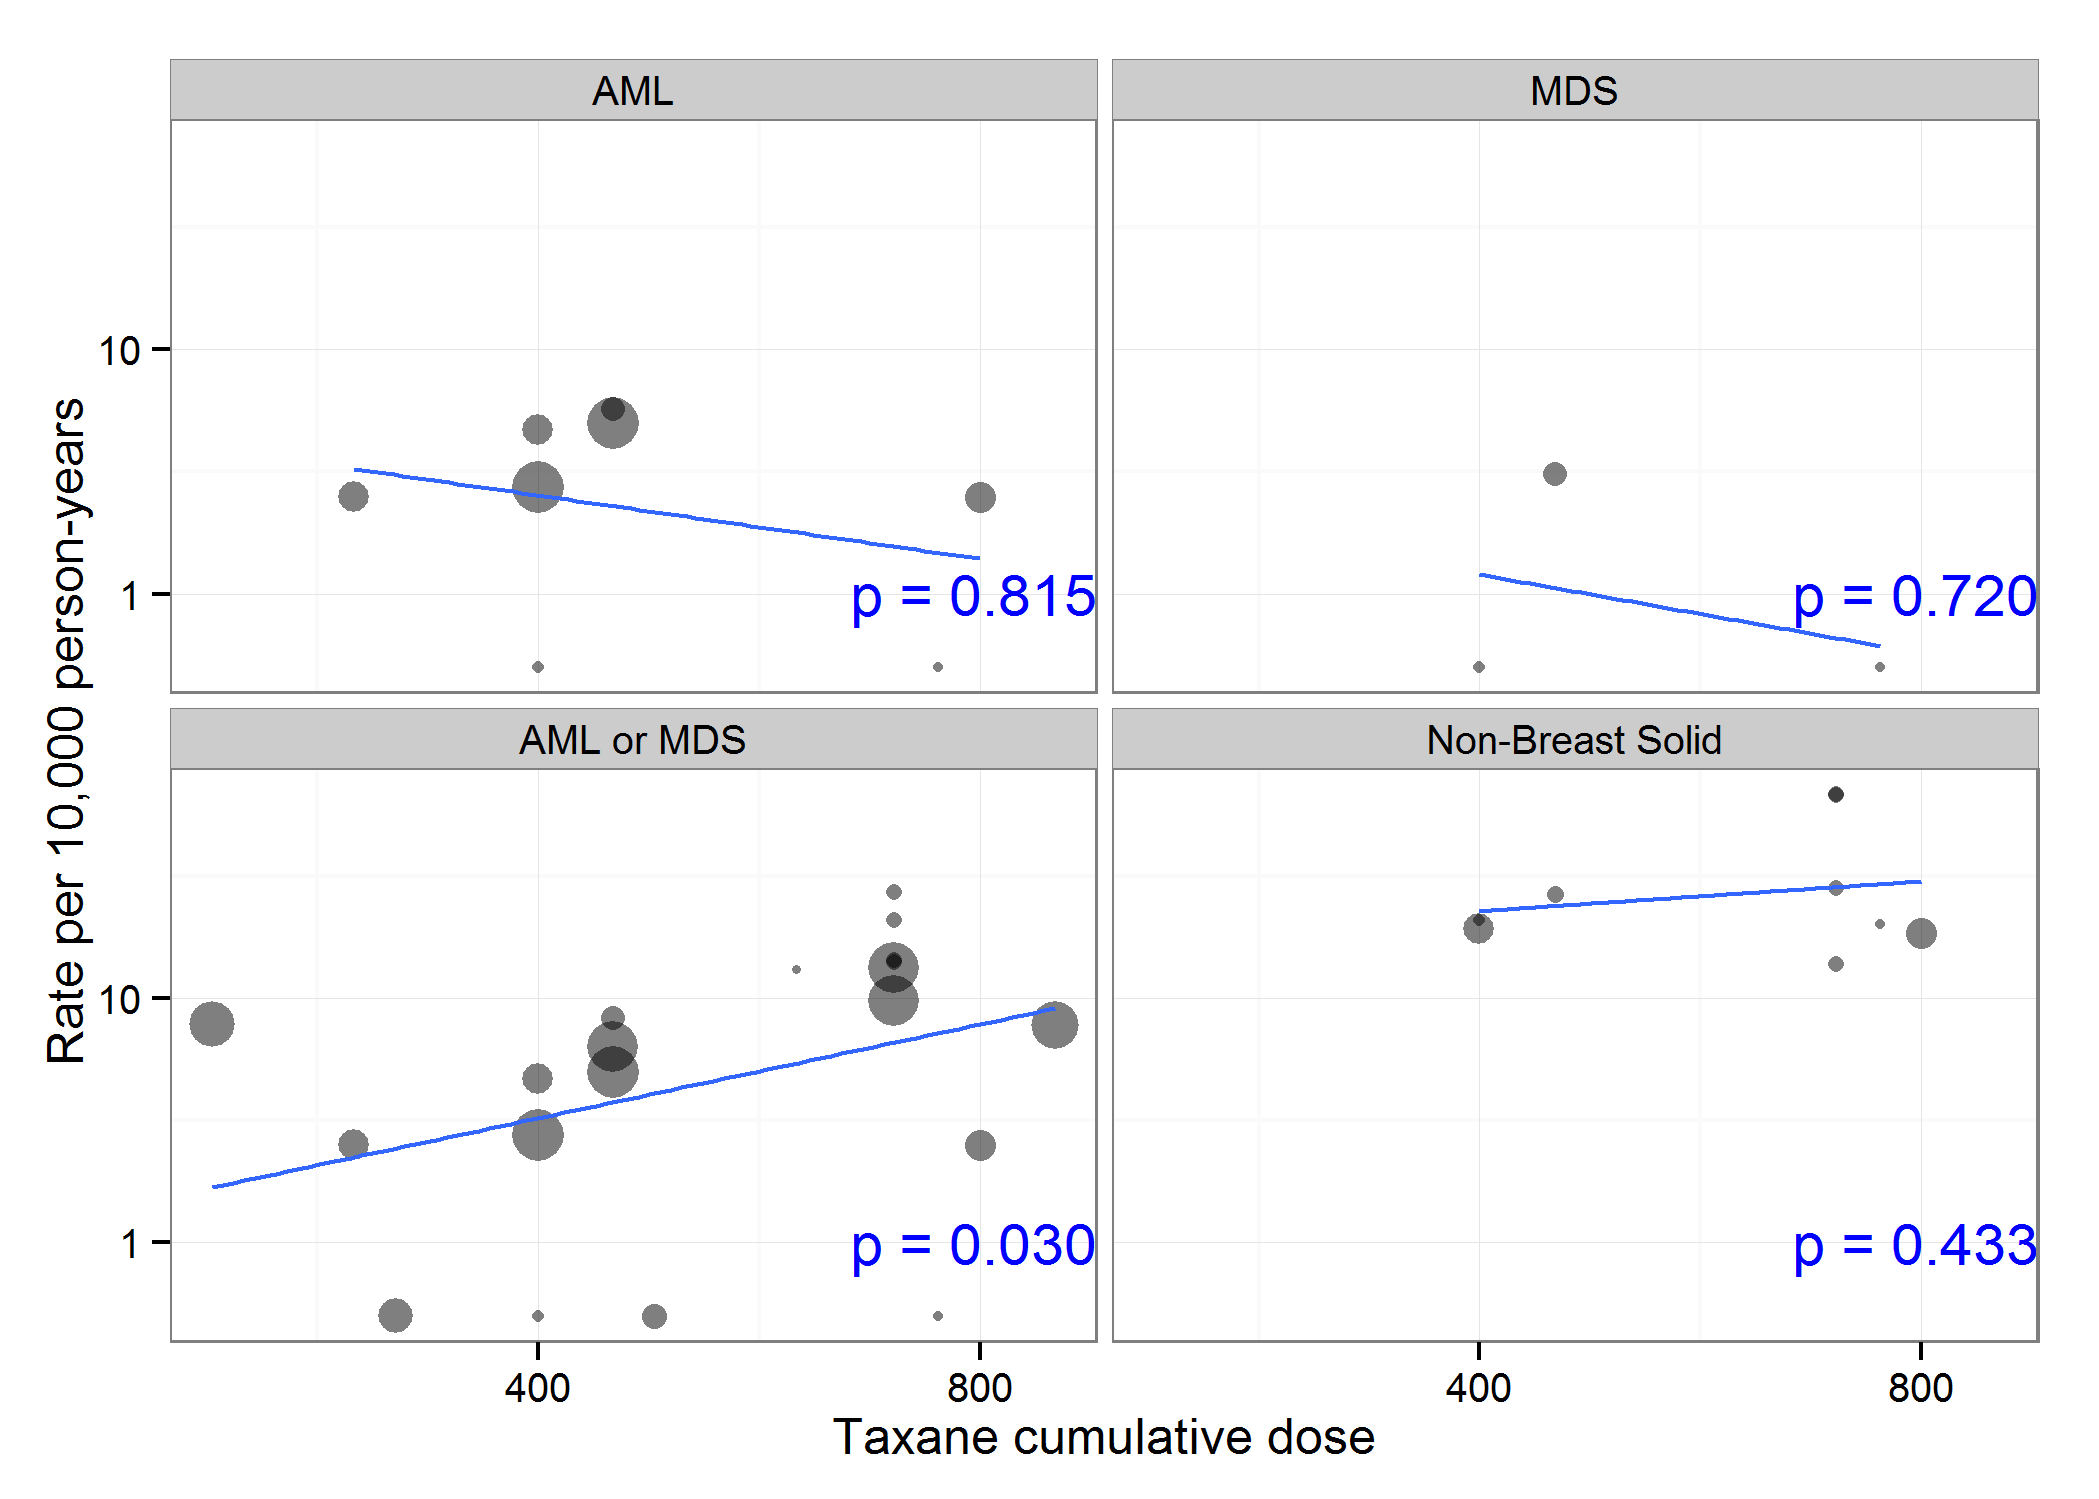 AML
MDS
10
1
p = 0.815
p = 0.720
AML or MDS
Non-Breast Solid
10
1
p = 0.030
p = 0.433
400
800
400
800
Taxane cumulative dose
Rate per 10,000 person-years